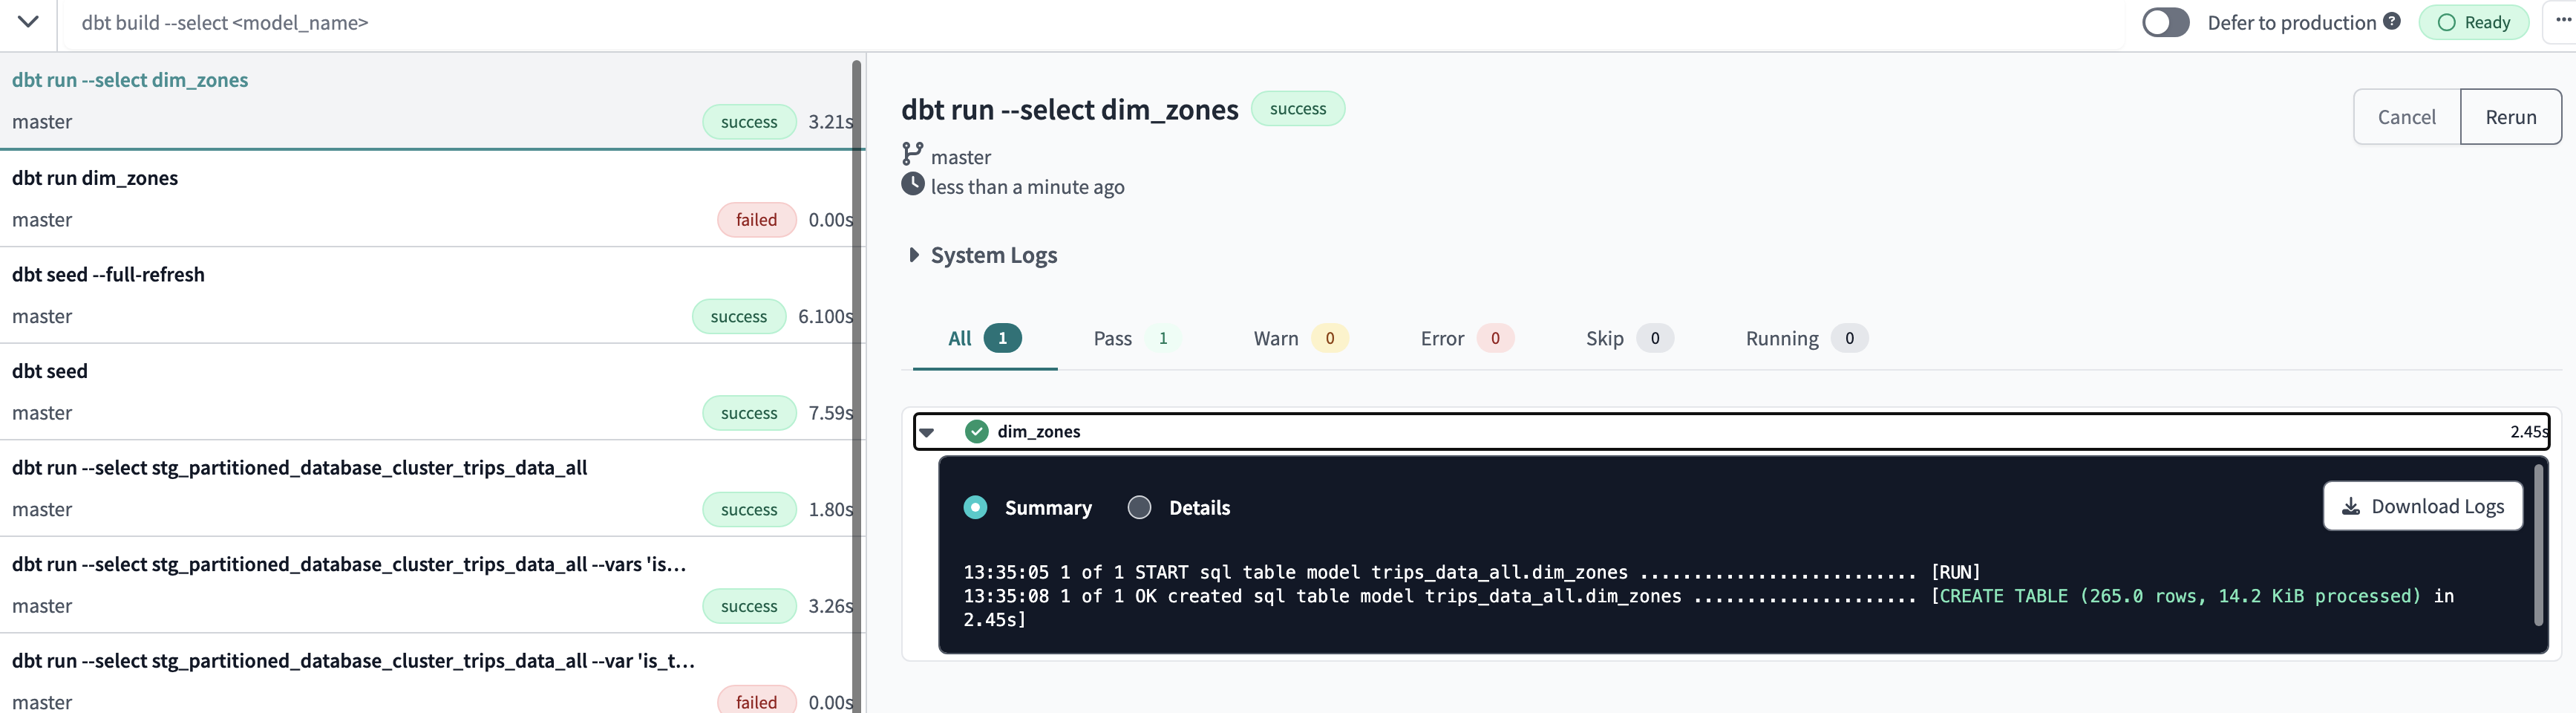 dbt build --select <model_name>
Defer to production ?
Ready
...
dbt run --select dim_zones
master
success 3.21s
dbt run dim_zones
master
failed 0.00s
dbt seed --full-refresh
master
success 6.100s
dbt seed
master
success 7.59s
dbt run --select stg_partitioned_database_cluster_trips_data_all
master
success 1.80s
dbt run --select stg_partitioned_database_cluster_trips_data_all --vars 'is...
master
success 3.26s
dbt run --select stg_partitioned_database_cluster_trips_data_all --var 'is_t...
master
failed 0.00s
dbt run --select dim_zones success
Cancel Rerun
master
less than a minute ago
System Logs
All 1 Pass 1 Warn 0 Error 0 Skip 0 Running 0
dim_zones 2.45s
Summary Details
Download Logs
13:35:05 1 of 1 START sql table model trips_data_all.dim_zones .......................... [RUN]
13:35:08 1 of 1 OK created sql table model trips_data_all.dim_zones ..................... [CREATE TABLE (265.0 rows, 14.2 KiB processed) in
2.45s]